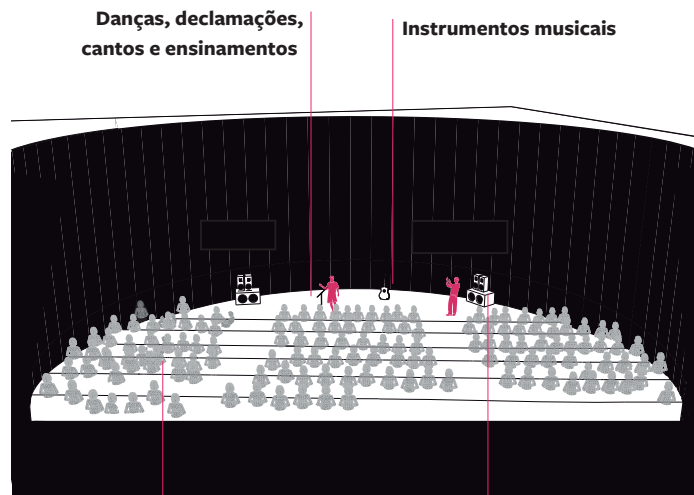 Danças, declamações,
cantos e ensinamentos
Instrumentos musicais